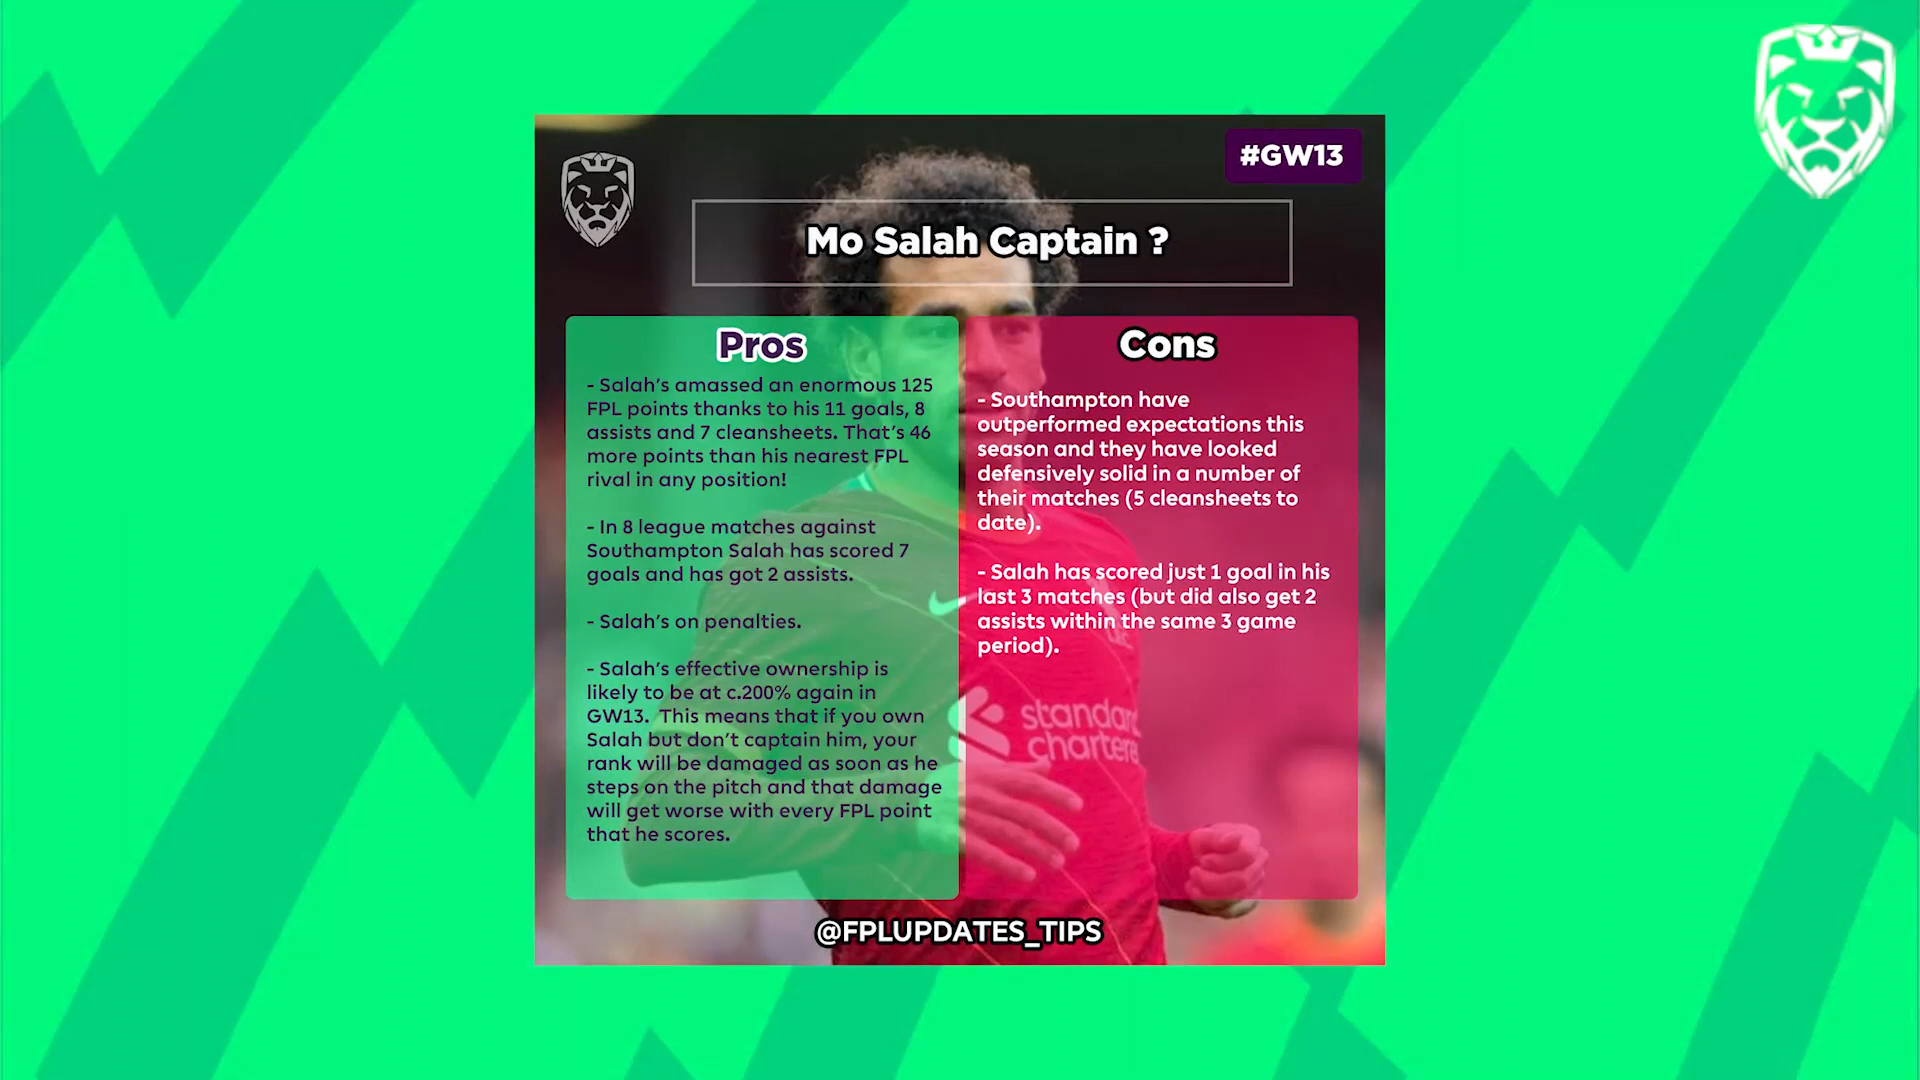 #GW13
Mo Salah Captain ?
Pros
- Salah's amassed an enormous 125
FPL points thanks to his 11 goals, 8
assists and 7 cleansheets. That's 46
more points than his nearest FPL
rival in any position!
- In 8 league matches against
Southampton Salah has scored 7
goals and has got 2 assists.
- Salah's on penalties.
- Salah's effective ownership is
likely to be at c.200% again in
GW13.  This means that if you own
Salah but don't captain him, your
rank will be damaged as soon as he
steps on the pitch and that damage
will get worse with every FPL point
that he scores.
Cons
- Southampton have
outperformed expectations this
season and they have looked
defensively solid in a number of
their matches (5 cleansheets to
date).
- Salah has scored just 1 goal in his
last 3 matches (but did also get 2
assists within the same 3 game
period).
standard
chartere
@FPLUPDATES_TIPS